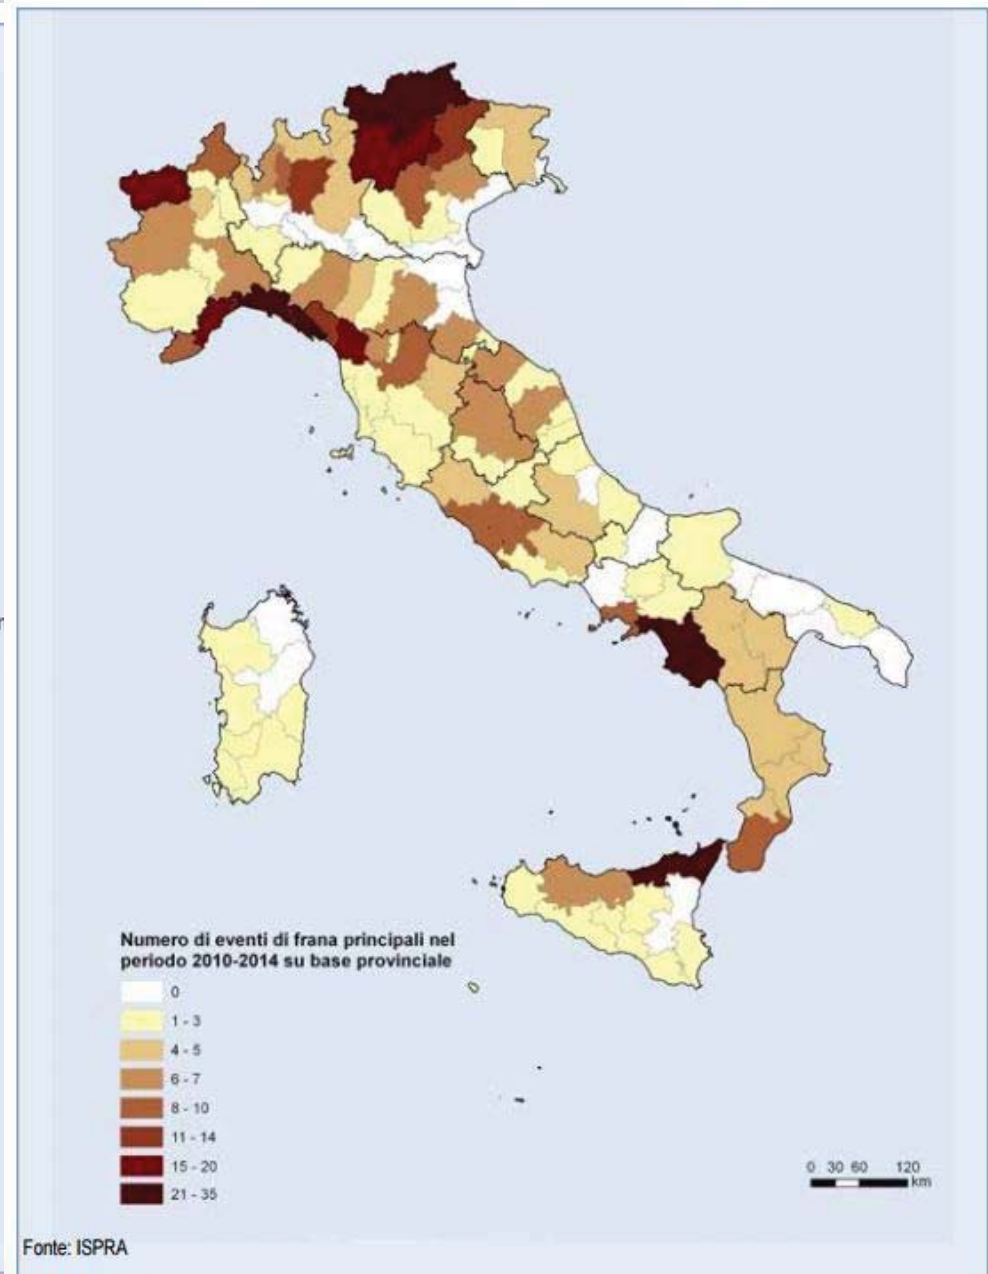 Numero di eventi di frana principali nel
periodo 2010-2014 su base provinciale
0
1 - 3
4 - 5
6 - 7
8 - 10
11 - 14
15 - 20
21 - 35
0 30 60 120
km
Fonte: ISPRA